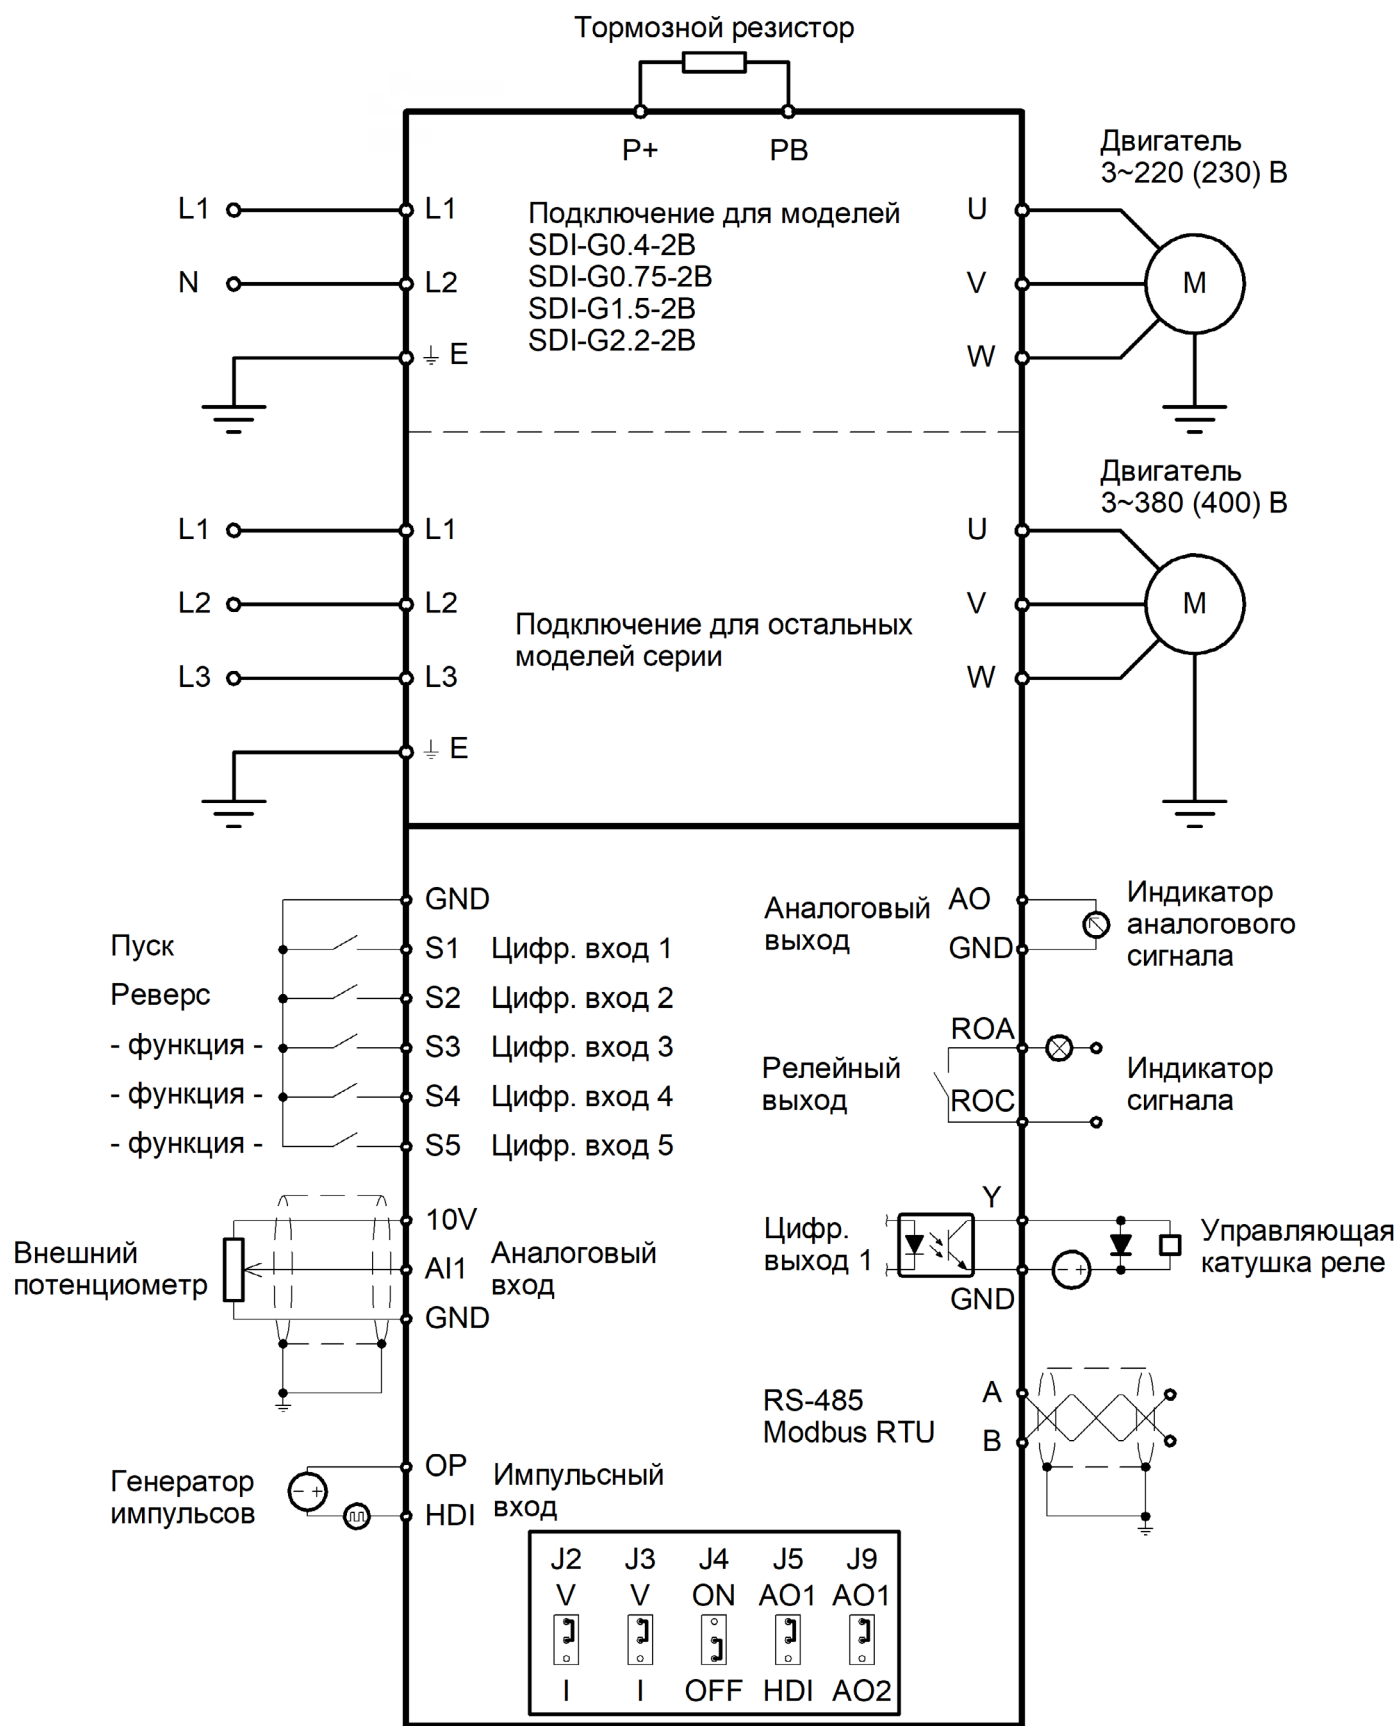 Тормозной резистор
P+ PB
Двигатель
3~220 (230) В
L1 L1 U
Подключение для моделей
SDI-G0.4-2B
SDI-G0.75-2B
SDI-G1.5-2B
SDI-G2.2-2B
N L2 V M
E W
Двигатель
3~380 (400) В
L1 L1 U
L2 L2 V M
Подключение для остальных
моделей серии
L3 L3 W
E
GND
Пуск S1 Цифр. вход 1
Реверс S2 Цифр. вход 2
- функция - S3 Цифр. вход 3
- функция - S4 Цифр. вход 4
- функция - S5 Цифр. вход 5
Аналоговый
выход
AO
GND
Индикатор
аналогового
сигнала
Релейный
выход
ROA
ROC
Индикатор
сигнала
Внешний
потенциометр
10V
AI1
GND
Аналоговый
вход
Цифр.
выход 1
Y
GND
- +
Управляющая
катушка реле
RS-485
Modbus RTU
A
B
Генератор
импульсов
- +
OP
HDI
Импульсный
вход
J2 J3 J4 J5 J9
V V ON AO1 AO1
I I OFF HDI AO2